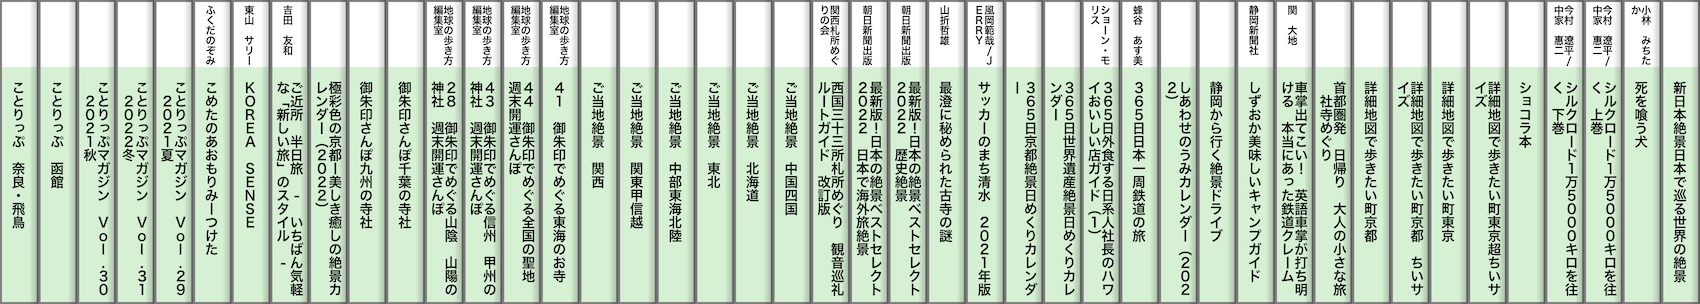 新日本絶景日本で巡る世界の絶景
小林 みちた
か
死を喰う犬
今村 遼平/
中家 惠二
シルクロード1万5000キロを往
く 上巻
今村 遼平/
中家 惠二
シルクロード1万5000キロを往
く 下巻
ショコラ本
詳細地図で歩きたい町東京超ちいサ
イズ
詳細地図で歩きたい町東京
詳細地図で歩きたい町京都 ちいサ
イズ
詳細地図で歩きたい町京都
首都圏発 日帰り 大人の小さな旅
社寺めぐり
関 大地
車掌出てこい! 英語車掌が打ち明
ける 本当にあった鉄道クレーム
静岡新聞社
しずおか美味しいキャンプガイド
静岡から行く絶景ドライブ
しあわせのうみカレンダー(202
2)
蜂谷 あす美
365日日本一周鉄道の旅
ショーン・モ
リス
365日外食する日系人社長のハワ
イおいしい店ガイド(1)
365日世界遺産絶景日めくりカレ
ンダー
365日京都絶景日めくりカレンダ
ー
風岡範哉/J
ERRY
サッカーのまち清水 2021年版
山折哲雄
最澄に秘められた古寺の謎
朝日新聞出版
最新版!日本の絶景ベストセレクト
2022 歴史絶景
朝日新聞出版
最新版!日本の絶景ベストセレクト
2022 日本で海外旅絶景
関西札所めぐ
りの会
西国三十三所札所めぐり 観音巡礼
ルートガイド 改訂版
ご当地絶景 中国四国
ご当地絶景 北海道
ご当地絶景 東北
ご当地絶景 中部東海北陸
ご当地絶景 関東甲信越
ご当地絶景 関西
地球の歩き方
編集室
41 御朱印でめぐる東海のお寺
地球の歩き方
編集室
44 御朱印でめぐる全国の聖地
週末開運さんぽ
地球の歩き方
編集室
43 御朱印でめぐる信州 甲州の
神社 週末開運さんぽ
地球の歩き方
編集室
28 御朱印でめぐる山陰 山陽の
神社 週末開運さんぽ
御朱印さんぽ千葉の寺社
御朱印さんぽ九州の寺社
極彩色の京都ー美しき癒しの絶景カ
レンダー(2022)
吉田 友和
ご近所 半日旅 - いちばん気軽
な「新しい旅」のスタイル -
東山 サリー
KOREA SENSE
ふくだのぞみ
こめたのあおもりみーつけた
ことりっぷマガジン Vol.29
2021夏
ことりっぷマガジン Vol.31
2022冬
ことりっぷマガジン Vol.30
2021秋
ことりっぷ 函館
ことりっぷ 奈良・飛鳥